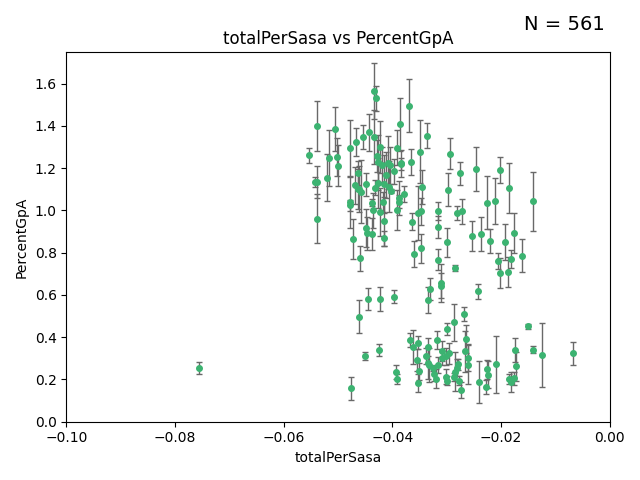 N = 561
totalPerSasa vs PercentGpA
PercentGpA
1.6
1.4
1.2
1.0
0.8
0.6
0.4
0.2
0.0
−0.10 −0.08 −0.06 −0.04 −0.02 0.00
totalPerSasa